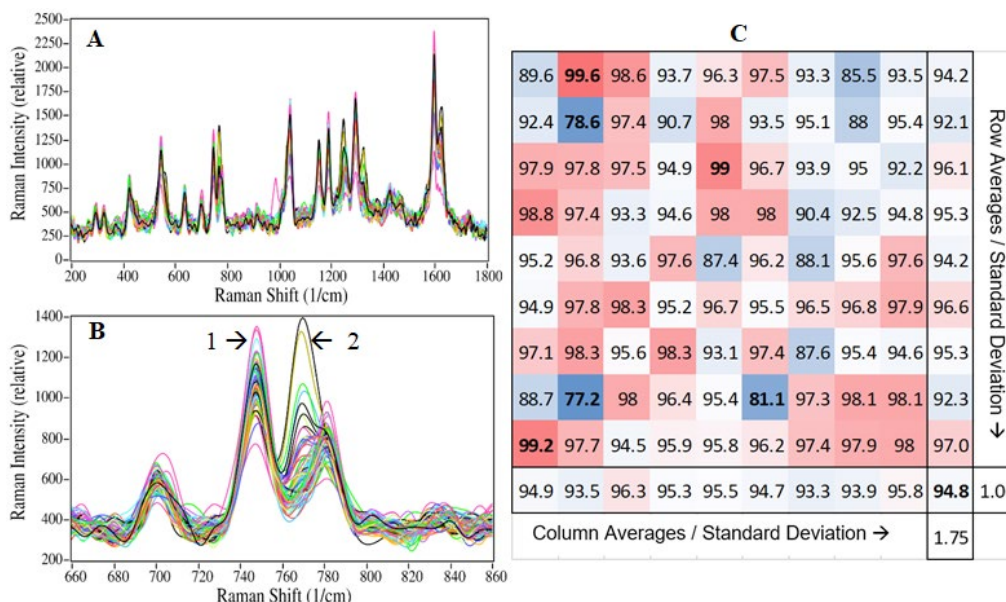 A
Raman Intensity (relative)
2500
2250
2000
1750
1500
1250
1000
750
500
250
0
200 400 600 800 1000 1200 1400 1600 1800
Raman Shift (1/cm)
B
1 → ← 2
Raman Intensity (relative)
1400
1200
1000
800
600
400
200
660 680 700 720 740 760 780 800 820 840 860
Raman Shift (1/cm)
C
89.6 99.6 98.6 93.7 96.3 97.5 93.3 85.5 93.5 94.2
92.4 78.6 97.4 90.7 98 93.5 95.1 88 95.4 92.1
97.9 97.8 97.5 94.9 99 96.7 93.9 95 92.2 96.1
98.8 97.4 93.3 94.6 98 98 90.4 92.5 94.8 95.3
95.2 96.8 93.6 97.6 87.4 96.2 88.1 95.6 97.6 94.2
94.9 97.8 98.3 95.2 96.7 95.5 96.5 96.8 97.9 96.6
97.1 98.3 95.6 98.3 93.1 97.4 87.6 95.4 94.6 95.3
88.7 77.2 98 96.4 95.4 81.1 97.3 98.1 98.1 92.3
99.2 97.7 94.5 95.9 95.8 96.2 97.4 97.9 98 97.0
94.9 93.5 96.3 95.3 95.5 94.7 93.3 93.9 95.8 94.8 1.0
Column Averages / Standard Deviation → 1.75
Row Averages / Standard Deviation →